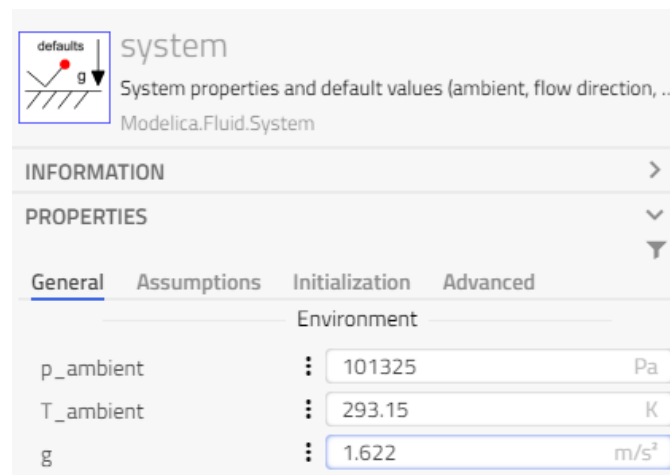 defaults
g
system
System properties and default values (ambient, flow direction, ...
Modelica.Fluid.System
INFORMATION
PROPERTIES
General Assumptions Initialization Advanced
Environment
p_ambient 101325 Pa
T_ambient 293.15 K
g 1.622 m/s²